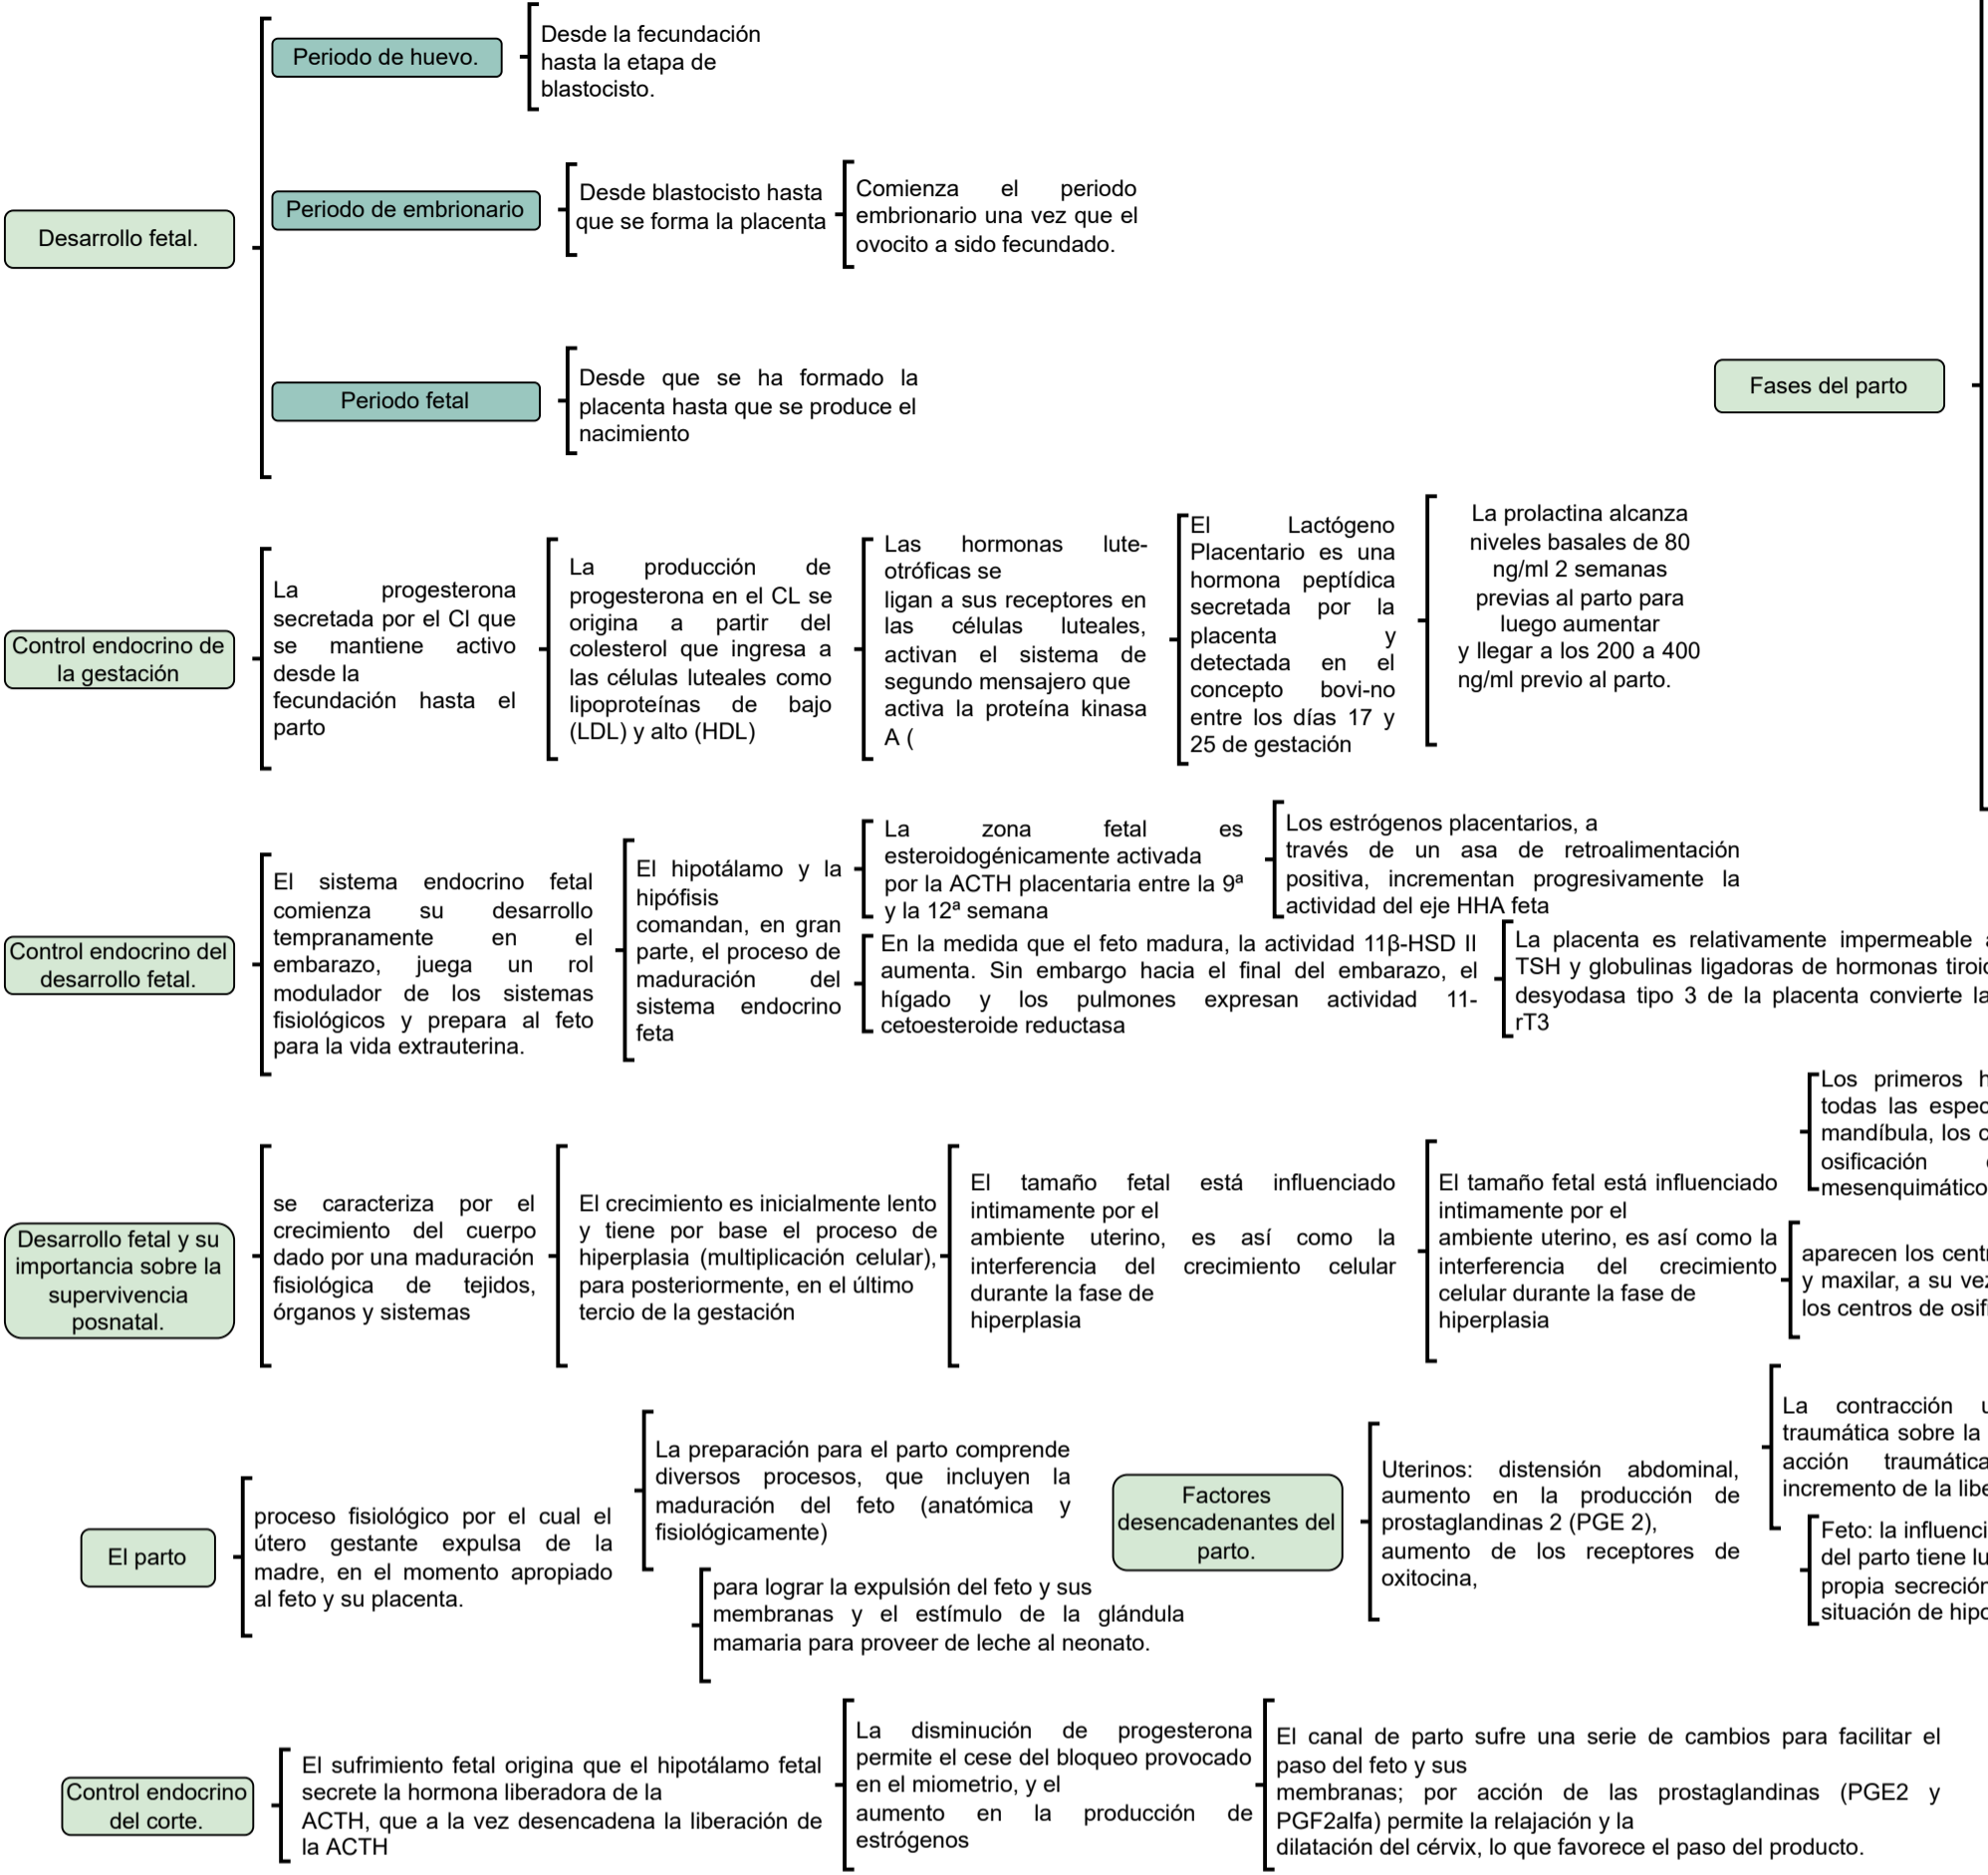 Periodo de huevo.
Desde la fecundación
hasta la etapa de
blastocisto.
Desarrollo fetal.
Periodo de embrionario
Desde blastocisto hasta
que se forma la placenta
Comienza el periodo
embrionario una vez que el
ovocito a sido fecundado.
Periodo fetal
Desde que se ha formado la
placenta hasta que se produce el
nacimiento
Fases del parto
Control endocrino de
la gestación
La progesterona
secretada por el Cl que
se mantiene activo
desde la
fecundación hasta el
parto
La producción de
progesterona en el CL se
origina a partir del
colesterol que ingresa a
las células luteales como
lipoproteínas de bajo
(LDL) y alto (HDL)
Las hormonas lute-
otróficas se
ligan a sus receptores en
las células luteales,
activan el sistema de
segundo mensajero que
activa la proteína kinasa
A (
El Lactógeno
Placentario es una
hormona peptídica
secretada por la
placenta y
detectada en el
concepto bovi-no
entre los días 17 y
25 de gestación
La prolactina alcanza
niveles basales de 80
ng/ml 2 semanas
previas al parto para
luego aumentar
y llegar a los 200 a 400
ng/ml previo al parto.
Control endocrino del
desarrollo fetal.
El sistema endocrino fetal
comienza su desarrollo
tempranamente en el
embarazo, juega un rol
modulador de los sistemas
fisiológicos y prepara al feto
para la vida extrauterina.
El hipotálamo y la
hipófisis
comandan, en gran
parte, el proceso de
maduración del
sistema endocrino
feta
La zona fetal es
esteroidogénicamente activada
por la ACTH placentaria entre la 9ª
y la 12ª semana
Los estrógenos placentarios, a
través de un asa de retroalimentación
positiva, incrementan progresivamente la
actividad del eje HHA feta
En la medida que el feto madura, la actividad 11β-HSD II
aumenta. Sin embargo hacia el final del embarazo, el
hígado y los pulmones expresan actividad 11-
cetoesteroide reductasa
La placenta es relativamente impermeable
TSH y globulinas ligadoras de hormonas
desyodasa tipo 3 de la placenta convierte
rT3
Desarrollo fetal y su
importancia sobre la
supervivencia
posnatal.
se caracteriza por el
crecimiento del cuerpo
dado por una maduración
fisiológica de tejidos,
órganos y sistemas
El crecimiento es inicialmente lento
y tiene por base el proceso de
hiperplasia (multiplicación celular),
para posteriormente, en el último
tercio de la gestación
El tamaño fetal está influenciado
intimamente por el
ambiente uterino, es así como la
interferencia del crecimiento celular
durante la fase de
hiperplasia
El tamaño fetal está influenciado
intimamente por el
ambiente uterino, es así como la
interferencia del crecimiento
celular durante la fase de
hiperplasia
Los primeros
todas las
mandíbula, los
osificación
mesenquimático
aparecen los
y maxilar, a su vez
los centros de
El parto
proceso fisiológico por el cual el
útero gestante expulsa de la
madre, en el momento apropiado
al feto y su placenta.
La preparación para el parto comprende
diversos procesos, que incluyen la
maduración del feto (anatómica y
fisiológicamente)
para lograr la expulsión del feto y sus
membranas y el estímulo de la glándula
mamaria para proveer de leche al neonato.
Factores
desencadenantes del
parto.
Uterinos: distensión abdominal,
aumento en la producción de
prostaglandinas 2 (PGE 2),
aumento de los receptores de
oxitocina,
La contracción
traumática sobre la
acción traumática
incremento de la
Feto: la
del parto tiene
propia secreción
situación de
Control endocrino
del corte.
El sufrimiento fetal origina que el hipotálamo fetal
secrete la hormona liberadora de la
ACTH, que a la vez desencadena la liberación de
la ACTH
La disminución de progesterona
permite el cese del bloqueo provocado
en el miometrio, y el
aumento en la producción de
estrógenos
El canal de parto sufre una serie de cambios para facilitar el
paso del feto y sus
membranas; por acción de las prostaglandinas (PGE2 y
PGF2alfa) permite la relajación y la
dilatación del cérvix, lo que favorece el paso del producto.